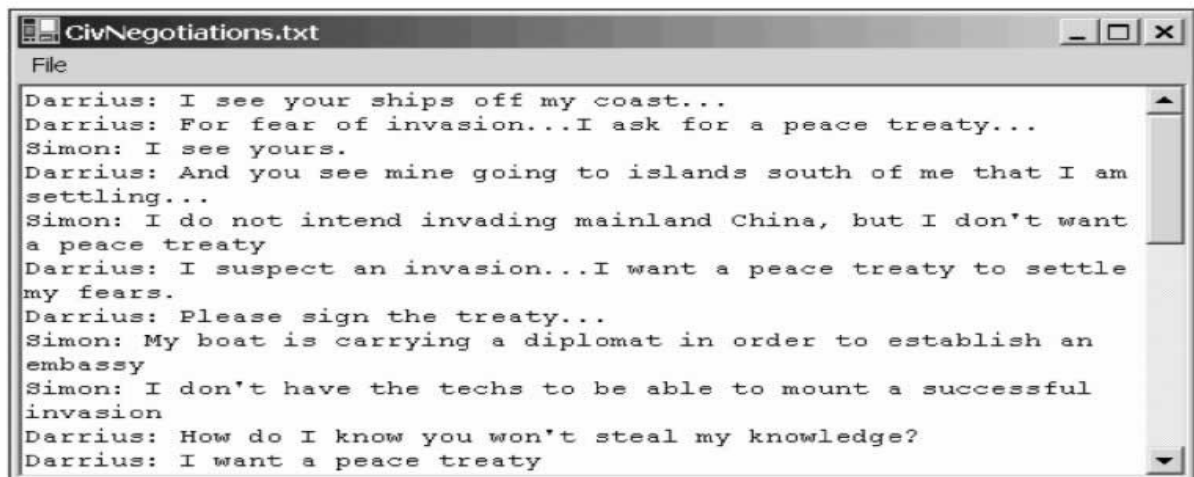 CivNegotiations.txt
File
Darrius: I see your ships off my coast...
Darrius: For fear of invasion...I ask for a peace treaty...
Simon: I see yours.
Darrius: And you see mine going to islands south of me that I am
settling...
Simon: I do not intend invading mainland China, but I don't want
a peace treaty
Darrius: I suspect an invasion...I want a peace treaty to settle
my fears.
Darrius: Please sign the treaty...
Simon: My boat is carrying a diplomat in order to establish an
embassy
Simon: I don't have the techs to be able to mount a successful
invasion
Darrius: How do I know you won't steal my knowledge?
Darrius: I want a peace treaty